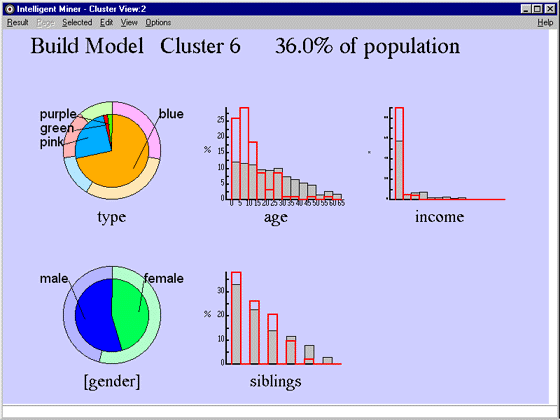 Intelligent Miner - Cluster View:2
Result Page Selected Edit View Options Help
Build Model Cluster 6 36.0% of population
purple
green
pink
blue
type
25
20
15
%
10
5
0
0 5 10 15 20 25 30 35 40 45 50 55 60 65
age
income
male
female
[gender]
30
20
%
10
0
siblings